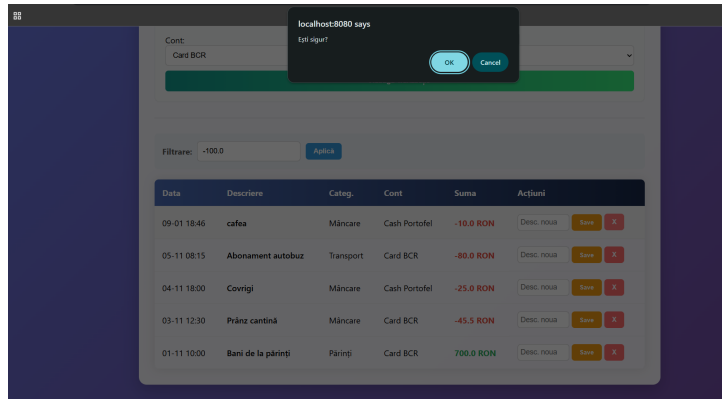 localhost:8080 says
Ești sigur?
OK Cancel
Cont:
Card BCR
Filtrare: -100.0 Aplică
Data Descriere Categ. Cont Suma Acțiuni
09-01 18:46 cafea Mâncare Cash Portofel -10.0 RON Desc. noua Save X
05-11 08:15 Abonament autobuz Transport Card BCR -80.0 RON Desc. noua Save X
04-11 18:00 Covrigi Mâncare Cash Portofel -25.0 RON Desc. noua Save X
03-11 12:30 Prânz cantină Mâncare Card BCR -45.5 RON Desc. noua Save X
01-11 10:00 Bani de la părinți Părinți Card BCR 700.0 RON Desc. noua Save X